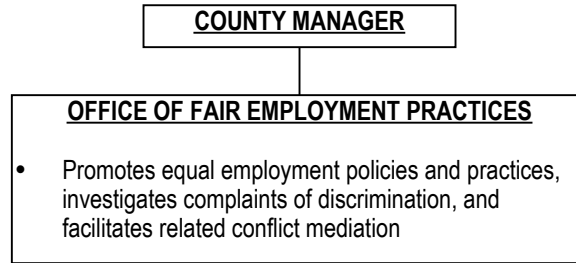 COUNTY MANAGER
OFFICE OF FAIR EMPLOYMENT PRACTICES
• Promotes equal employment policies and practices,
investigates complaints of discrimination, and
facilitates related conflict mediation